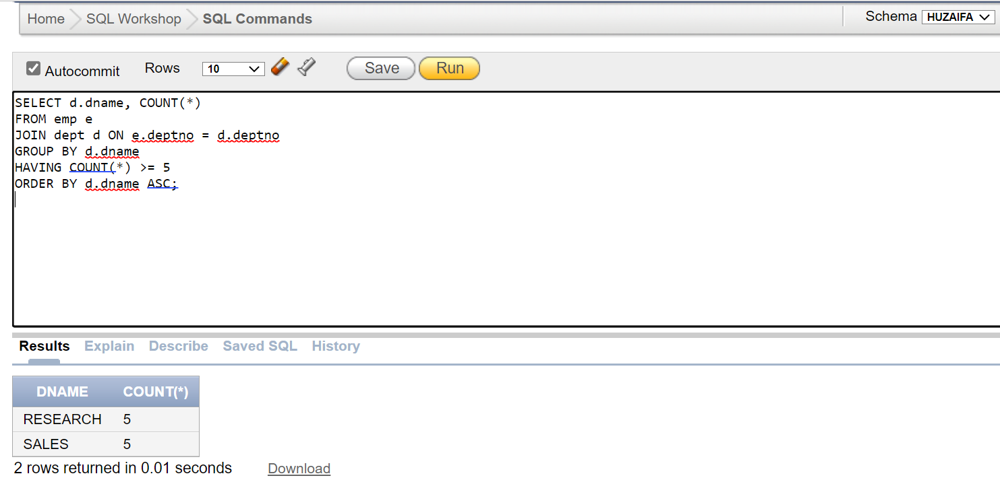 Home SQL Workshop SQL Commands Schema HUZAIFA
Autocommit Rows 10 Save Run
SELECT d.dname, COUNT(*)
FROM emp e
JOIN dept d ON e.deptno = d.deptno
GROUP BY d.dname
HAVING COUNT(*) >= 5
ORDER BY d.dname ASC;
Results Explain Describe Saved SQL History
DNAME COUNT(*)
RESEARCH 5
SALES 5
2 rows returned in 0.01 seconds Download